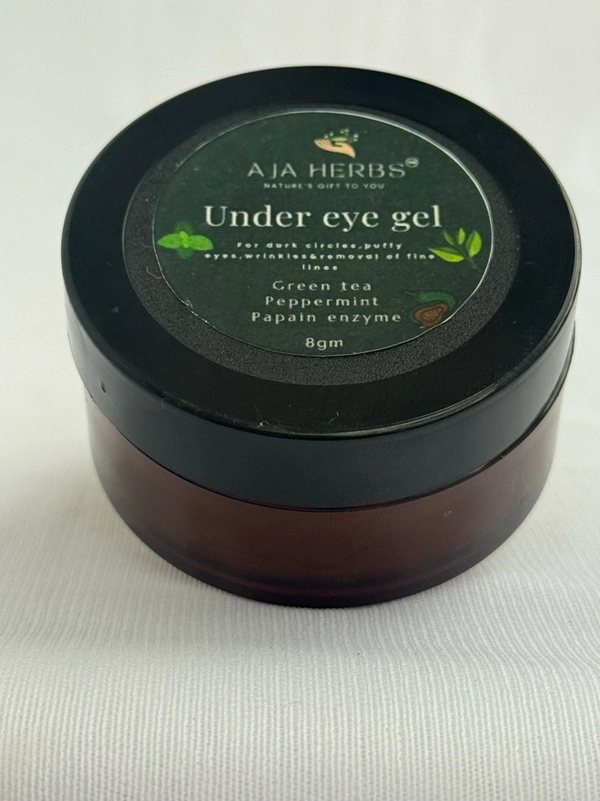 AJA HERBS
NATURE'S GIFT TO YOU
Under eye gel
For dark circles,puffy
eyes,wrinkles&removal of fine
lines
Green tea
Peppermint
Papain enzyme
8gm